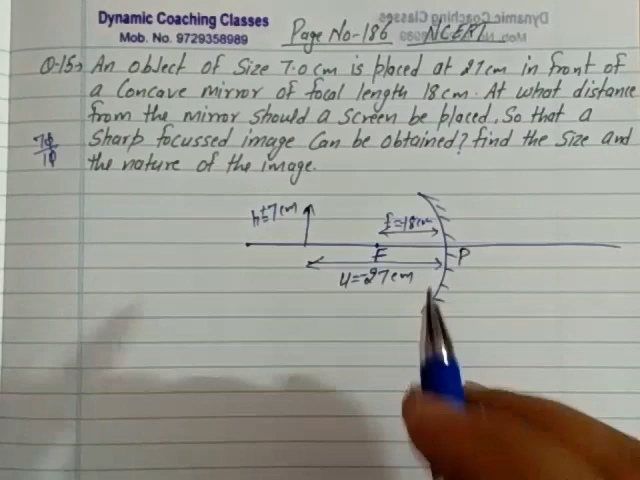 Dynamic Coaching Classes
Mob. No. 9729358989
Page No-186 NCERT
Q.15→ An object of Size 7.0 cm is placed at 27 cm in front of
a Concave mirror of focal length 18 cm. At what distance
from the mirror should a screen be placed, So that a
Sharp focussed image Can be obtained? find the Size and
the nature of the image.
h=7cm
f=-18cm
F
P
u=-27cm